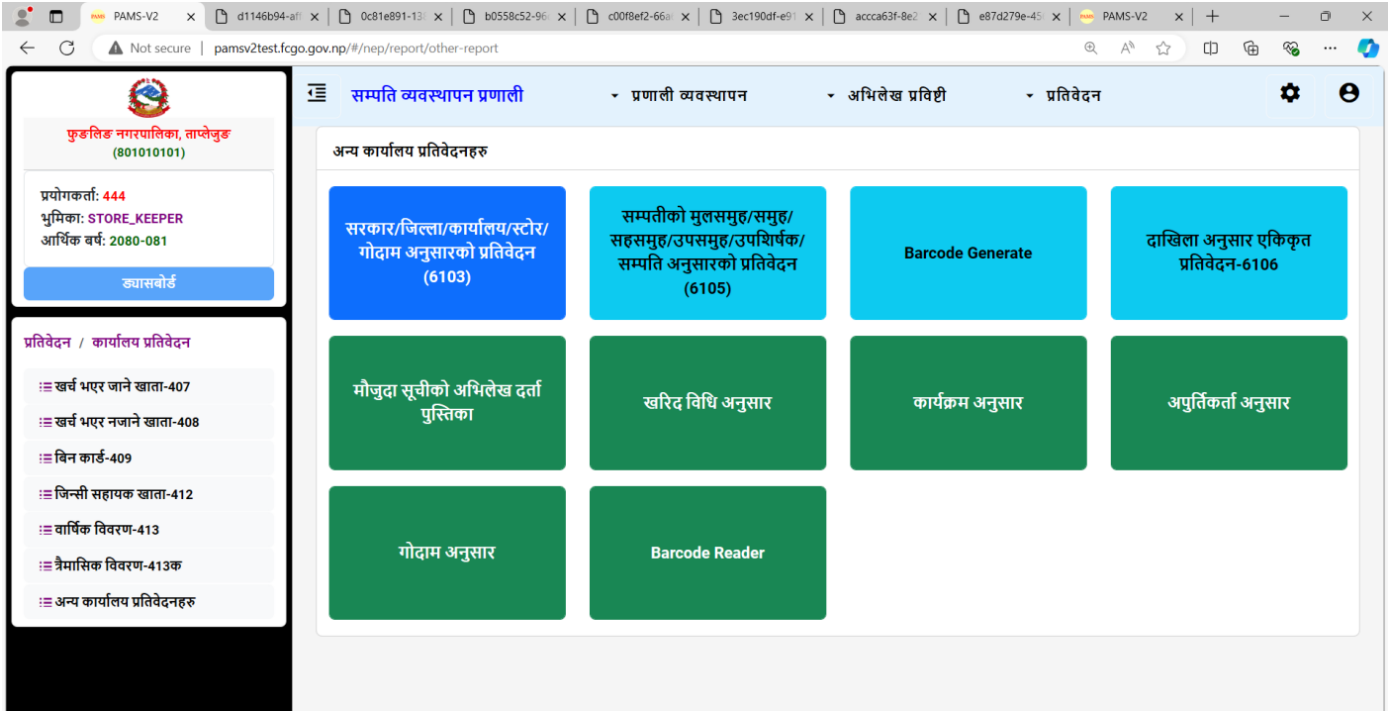 PAMS-V2
d1146b94-aff
0c81e891-13
b0558c52-96
c00f8ef2-66a
3ec190df-e91
accca63f-8e2
e87d279e-45
PAMS-V2
Not secure | pamsv2test.fcgo.gov.np/#/nep/report/other-report
फुङलिङ नगरपालिका, ताप्लेजुङ
(801010101)
प्रयोगकर्ता: 444
भुमिका: STORE_KEEPER
आर्थिक बर्ष: 2080-081
ड्यासबोर्ड
प्रतिवेदन / कार्यालय प्रतिवेदन
खर्च भएर जाने खाता-407
खर्च भएर नजाने खाता-408
बिन कार्ड-409
जिन्सी सहायक खाता-412
वार्षिक विवरण-413
त्रैमासिक विवरण-413क
अन्य कार्यालय प्रतिवेदनहरु
सम्पति व्यवस्थापन प्रणाली
प्रणाली व्यवस्थापन
अभिलेख प्रविष्टी
प्रतिवेदन
अन्य कार्यालय प्रतिवेदनहरु
सरकार/जिल्ला/कार्यालय/स्टोर/
गोदाम अनुसारको प्रतिवेदन
(6103)
सम्पतीको मुलसमुह/समुह/
सहसमुह/उपसमुह/उपशिर्षक/
सम्पति अनुसारको प्रतिवेदन
(6105)
Barcode Generate
दाखिला अनुसार एकिकृत
प्रतिवेदन-6106
मौजुदा सूचीको अभिलेख दर्ता
पुस्तिका
खरिद विधि अनुसार
कार्यक्रम अनुसार
अपुर्तिकर्ता अनुसार
गोदाम अनुसार
Barcode Reader